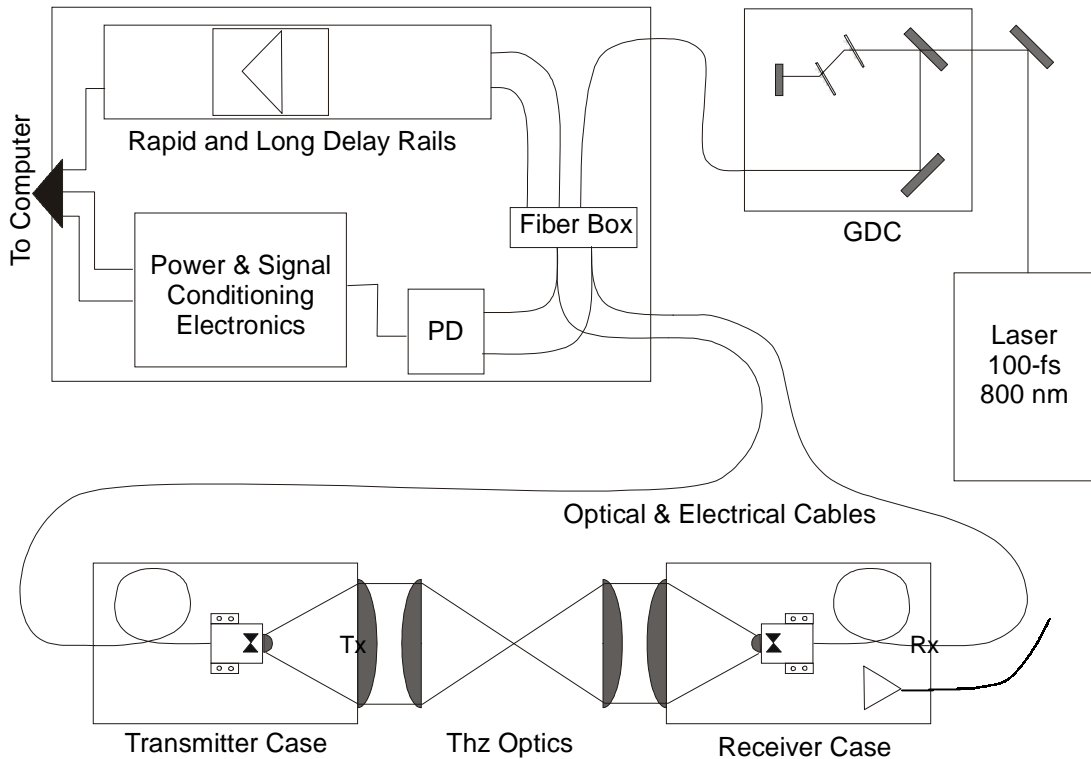 Rapid and Long Delay Rails
To Computer
Fiber Box
GDC
Power & Signal
Conditioning
Electronics
PD
Laser
100-fs
800 nm
Optical & Electrical Cables
Tx
Rx
Transmitter Case
Thz Optics
Receiver Case